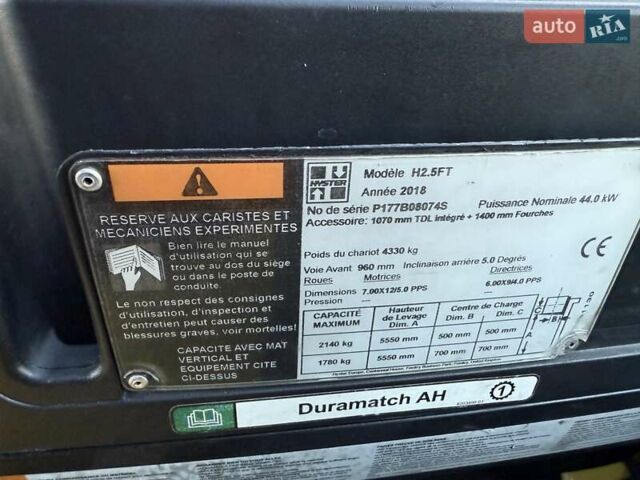 auto RIA
.com
HYSTER
Modèle H2.5FT
Année 2018
No de série P177B08074S Puissance Nominale 44.0 kW
Accessoire: 1070 mm TDL intégré + 1400 mm Fourches
Poids du chariot 4330 kg
Voie Avant 960 mm Inclinaison arrière 5.0 Degrés
Roues Motrices Directrices
Dimensions 7.00X12/5.0 PPS 6.00X9/4.0 PPS
Pression ---
CE
CAPACITÉ MAXIMUM Hauteur de Levage Dim. A Centre de Charge Dim. B Dim. C
2140 kg 5550 mm 500 mm 500 mm
1780 kg 5550 mm 700 mm 700 mm
C
B
A
11.30
RESERVE AUX CARISTES ET
MECANICIENS EXPERIMENTES
Bien lire le manuel
d'utilisation qui se
trouve au dos du siège
ou dans le poste de
conduite.
Le non respect des consignes
d'utilisation, d'inspection et
d'entretien peut causer des
blessures graves, voir mortelles!
CAPACITE AVEC MAT
VERTICAL ET
EQUIPEMENT CITE
CI-DESSUS
Duramatch AH
1